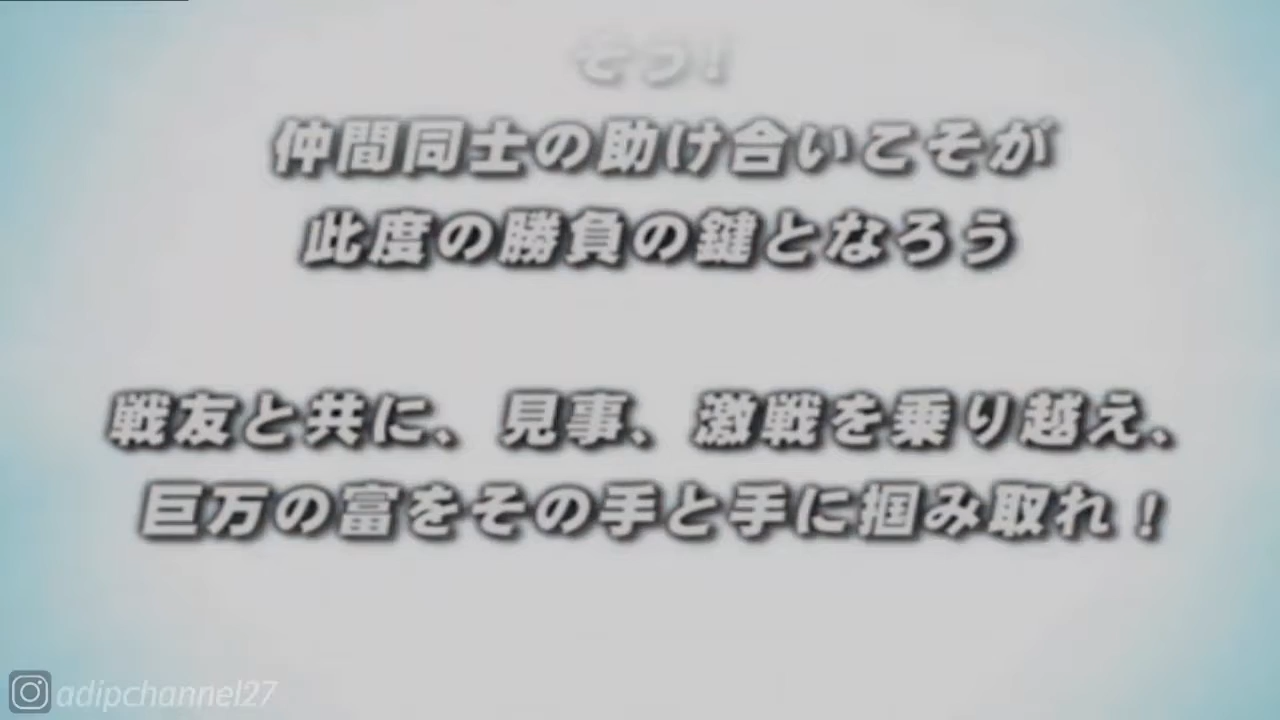 そう!
仲間同士の助け合いこそが
此度の勝負の鍵となろう
戦友と共に、見事、激戦を乗り越え、
巨万の富をその手と手に掴み取れ！
adipchannel27